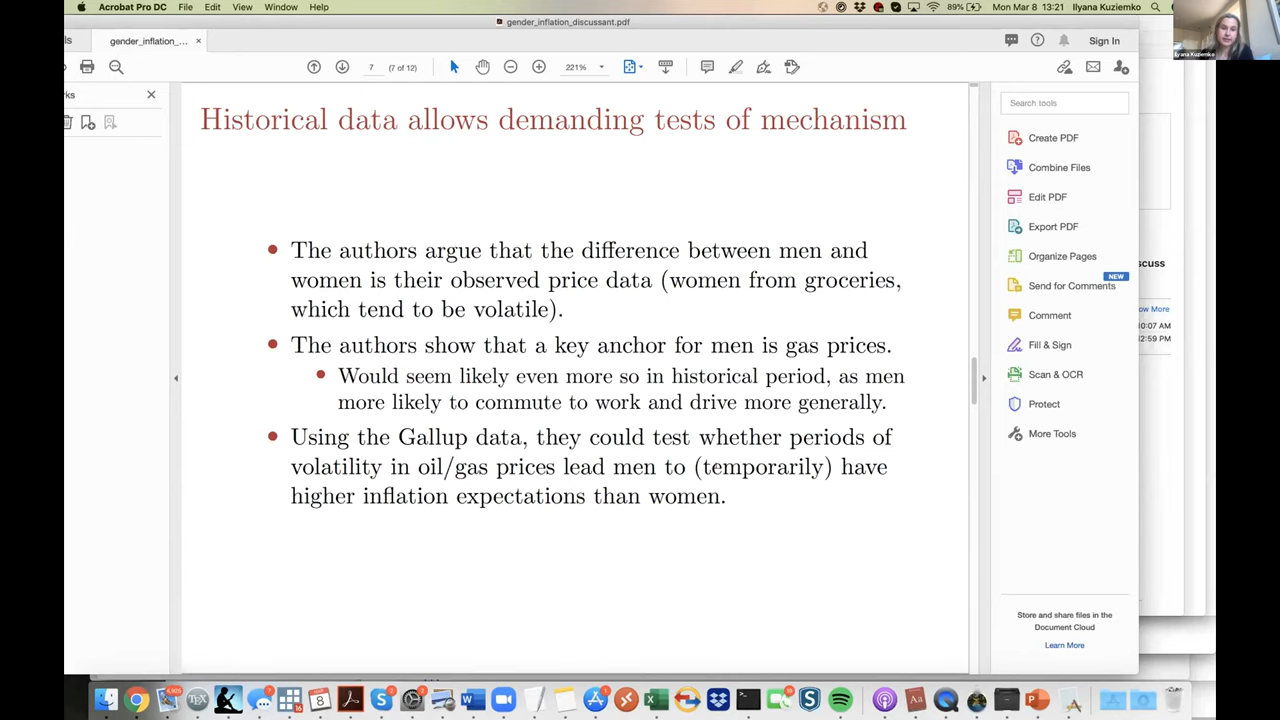 Acrobat Pro DC File Edit View Window Help
89% Mon Mar 8 13:21 Ilyana Kuziemko
gender_inflation_discussant.pdf
gender_inflation_...
Sign In
7 (7 of 12)
221%
Historical data allows demanding tests of mechanism
The authors argue that the difference between men and
women is their observed price data (women from groceries,
which tend to be volatile).
The authors show that a key anchor for men is gas prices.
Would seem likely even more so in historical period, as men
more likely to commute to work and drive more generally.
Using the Gallup data, they could test whether periods of
volatility in oil/gas prices lead men to (temporarily) have
higher inflation expectations than women.
Search tools
Create PDF
Combine Files
Edit PDF
Export PDF
Organize Pages
NEW
Send for Comments
Comment
Fill & Sign
Scan & OCR
Protect
More Tools
Store and share files in the
Document Cloud
Learn More
10:07 AM
12:59 PM